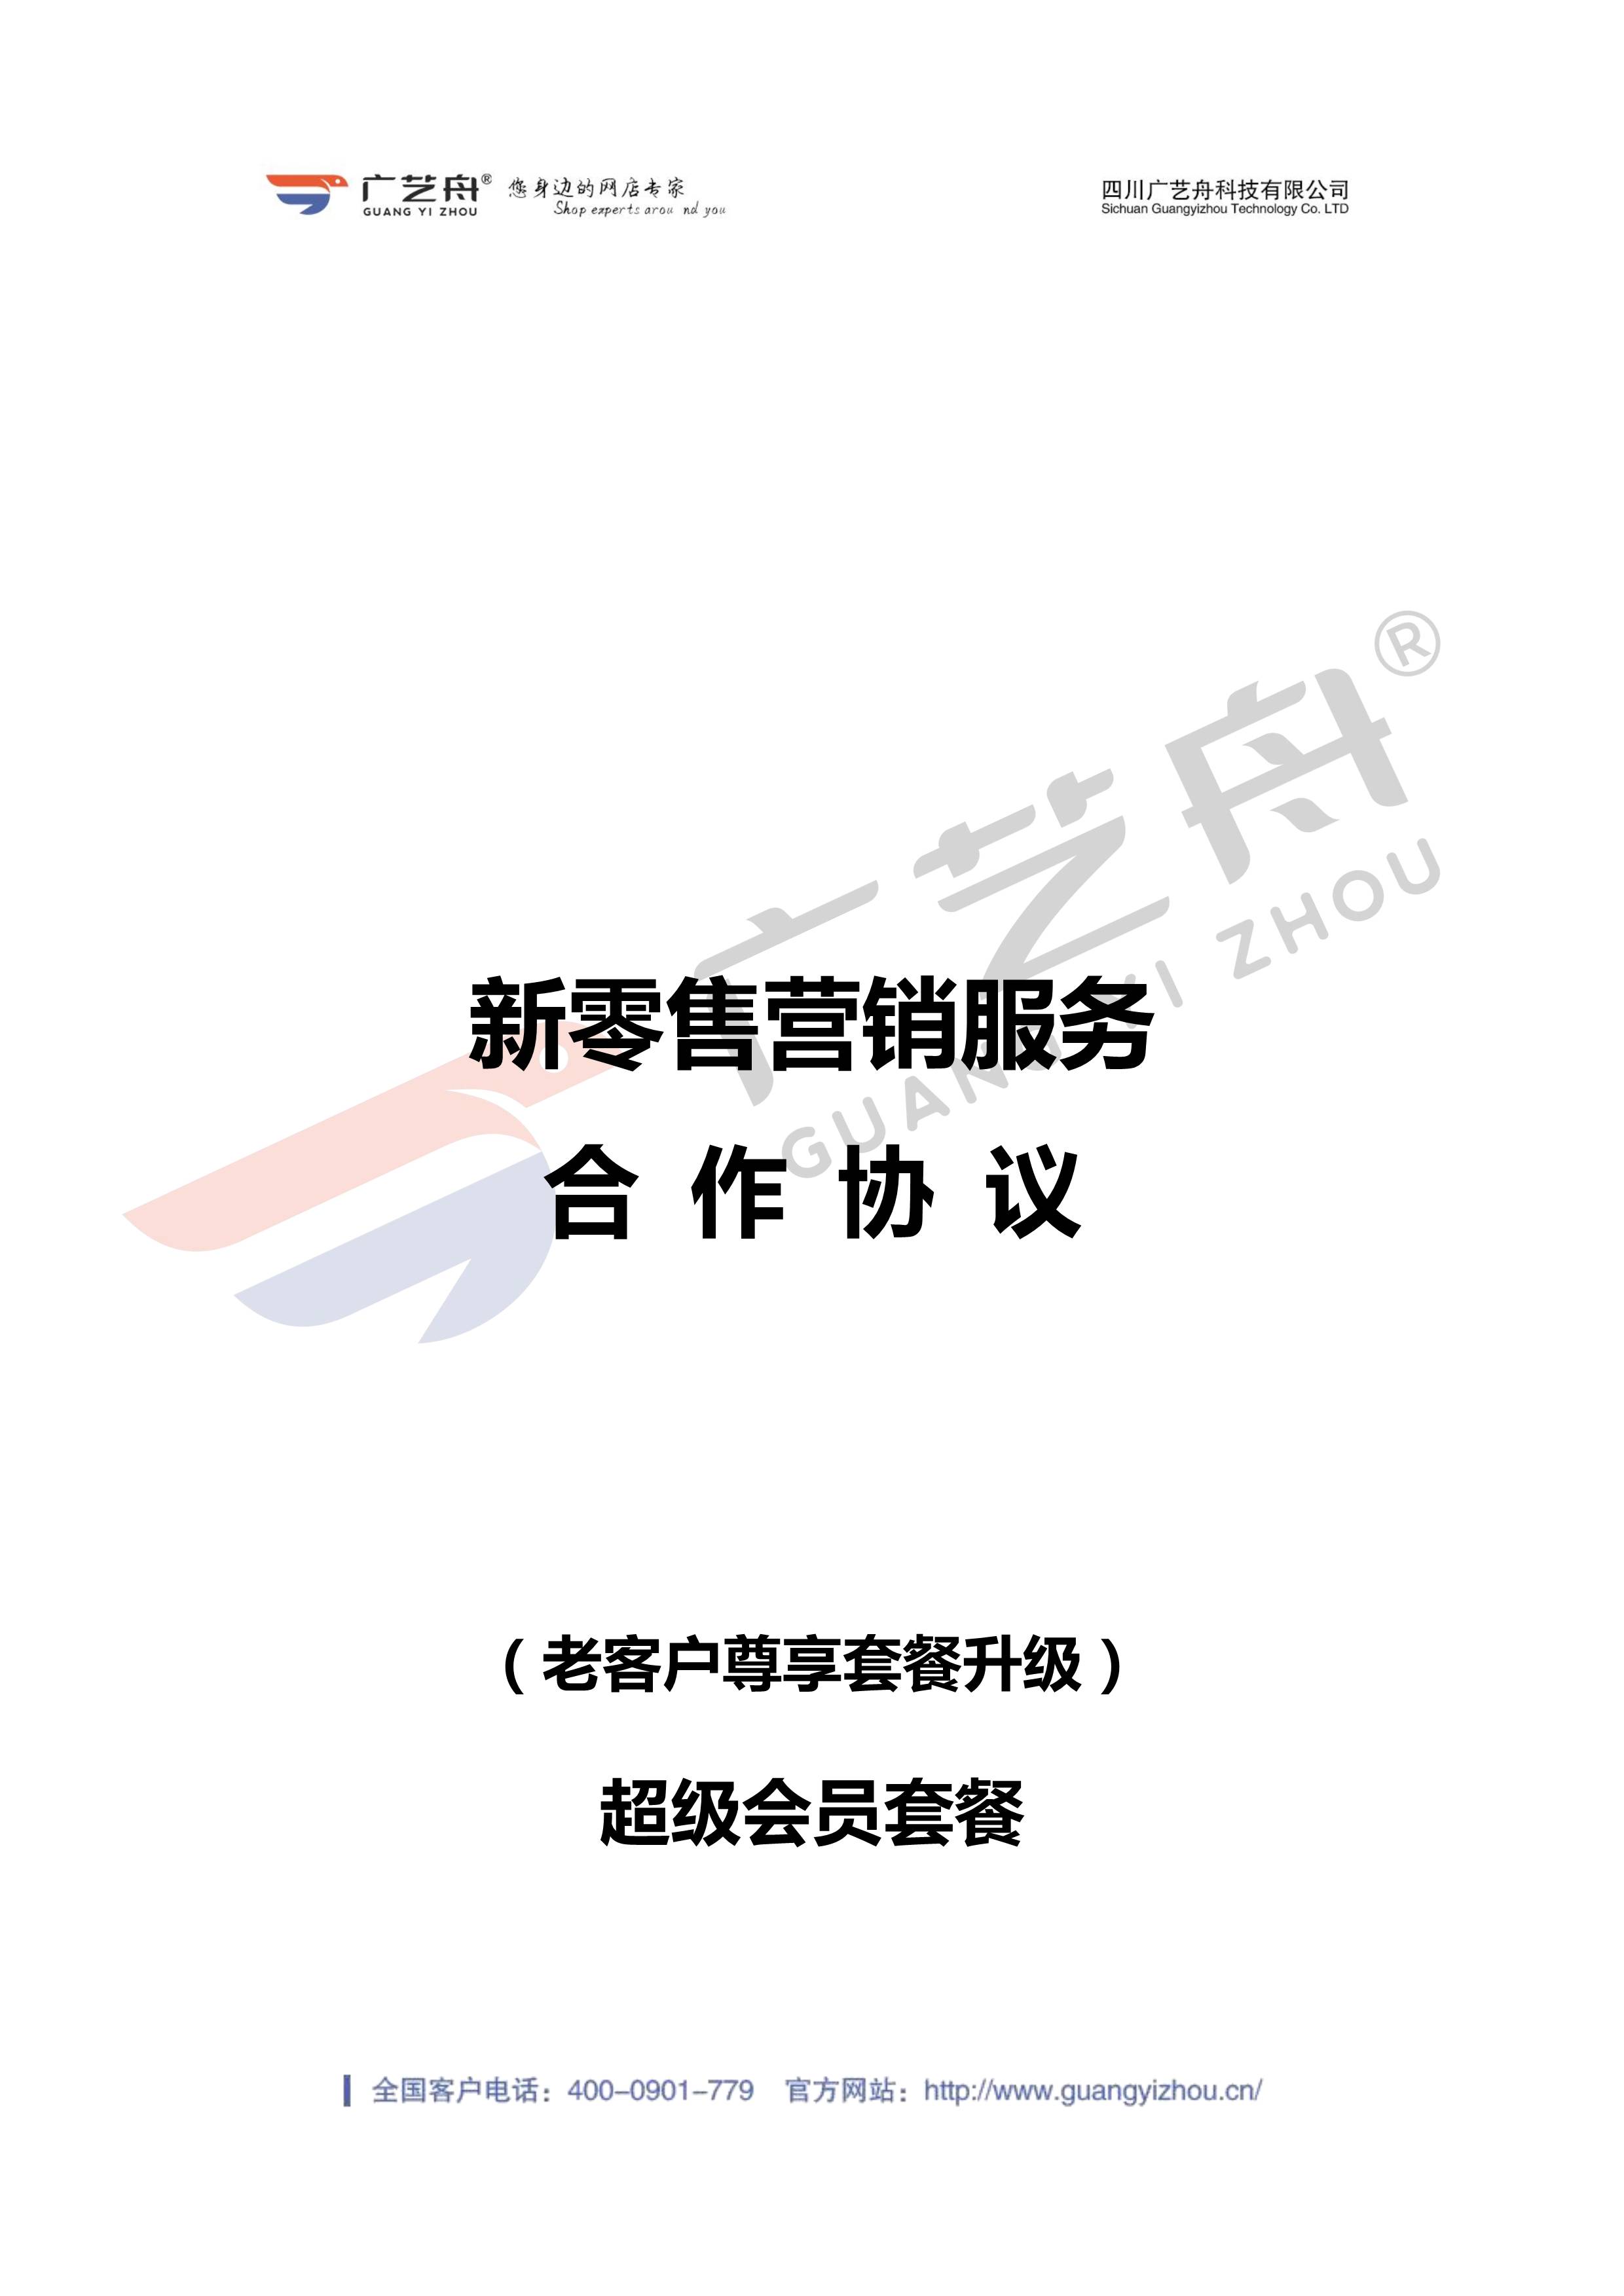 广艺舟® 您身边的网店专家 四川广艺舟科技有限公司
GUANG YI ZHOU Shop experts arou nd you Sichuan Guangyizhou Technology Co. LTD
广艺舟®
GUANG YI ZHOU
新零售营销服务
合 作 协 议
（老客户尊享套餐升级）
超级会员套餐
全国客户电话：400-0901-779 官方网站：http://www.guangyizhou.cn/